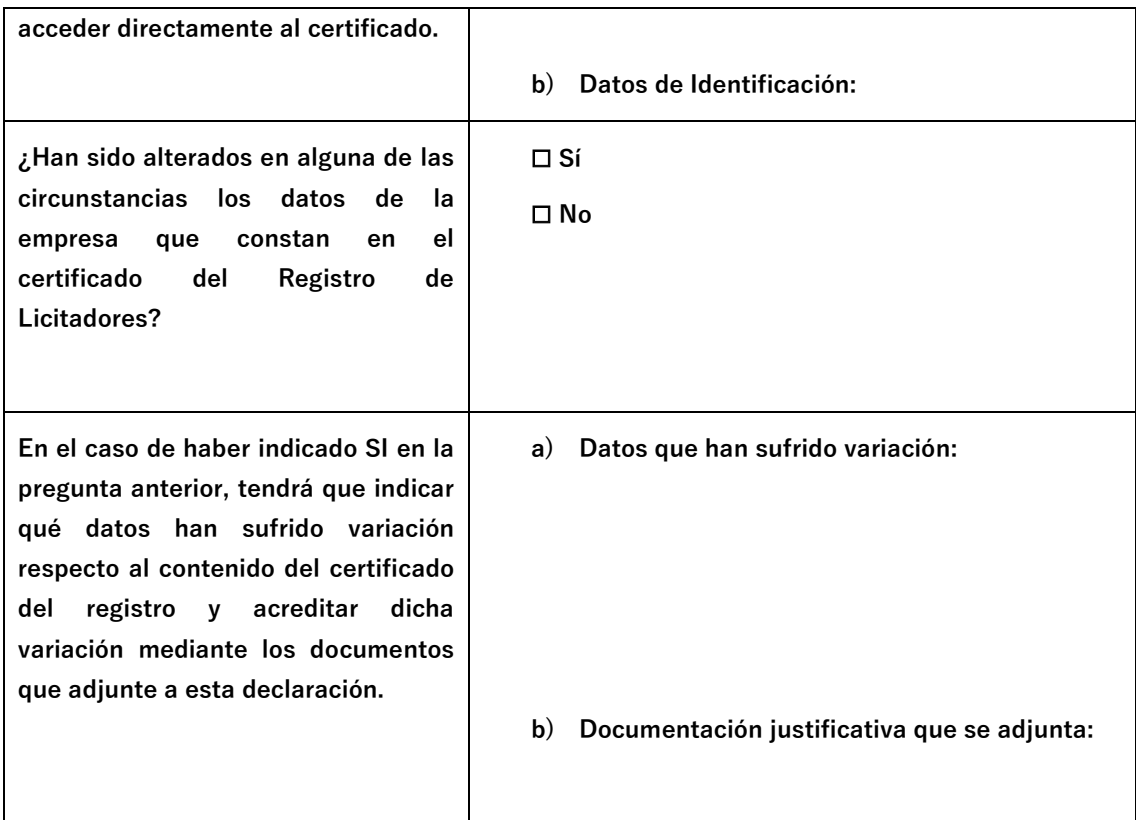 acceder directamente al certificado.
b) Datos de Identificación:
¿Han sido alterados en alguna de las
circunstancias los datos de la
empresa que constan en el
certificado del Registro de
Licitadores?
☐ Sí
☐ No
En el caso de haber indicado SI en la
pregunta anterior, tendrá que indicar
qué datos han sufrido variación
respecto al contenido del certificado
del registro y acreditar dicha
variación mediante los documentos
que adjunte a esta declaración.
a) Datos que han sufrido variación:
b) Documentación justificativa que se adjunta: